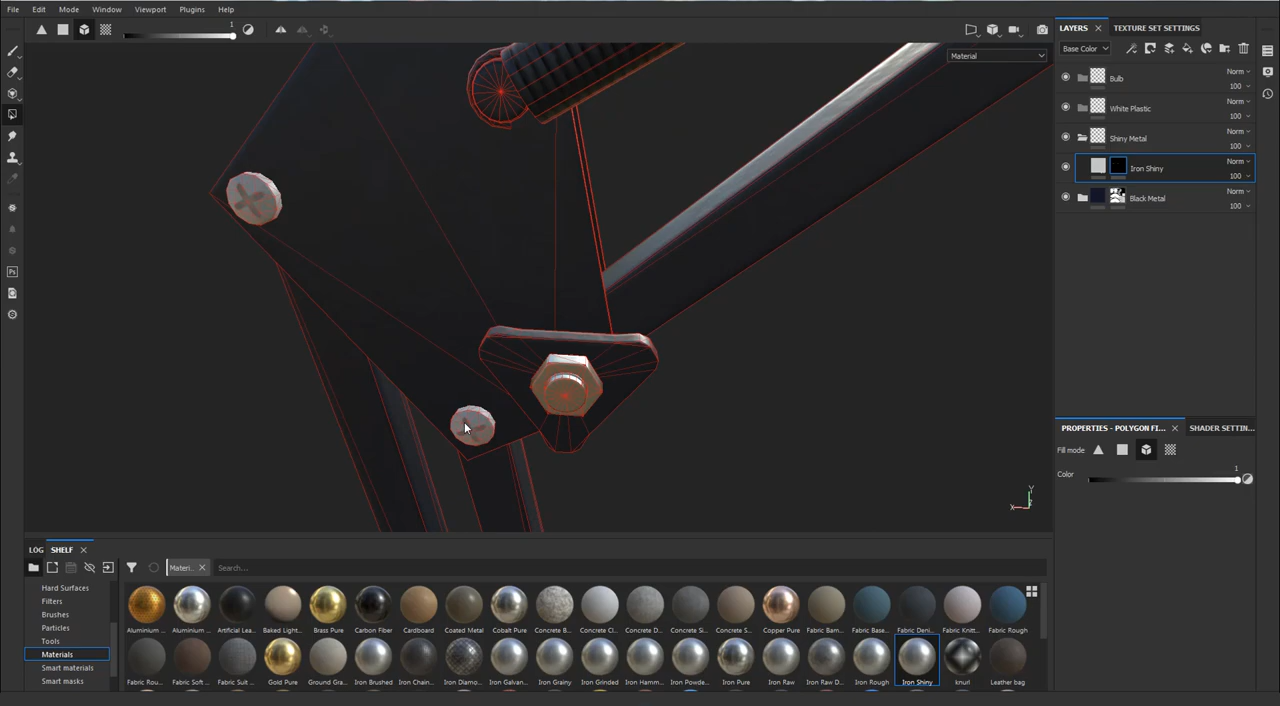 File Edit Mode Window Viewport Plugins Help
1
LAYERS TEXTURE SET SETTINGS
Base Color
Material
Bulb Norm
100
White Plastic Norm
100
Shiny Metal Norm
100
Iron Shiny Norm
100
Black Metal Norm
100
PROPERTIES - POLYGON FI... SHADER SETTIN...
Fill mode
1
Color
Y
X
LOG SHELF
Materi... Search...
Hard Surfaces
Filters
Brushes
Particles
Tools
Materials
Smart materials
Smart masks
Aluminium ... Aluminium ... Artificial Lea... Baked Light... Brass Pure Carbon Fiber Cardboard Coated Metal Cobalt Pure Concrete B... Concrete Cl... Concrete D... Concrete Si... Concrete S... Copper Pure Fabric Bam... Fabric Base... Fabric Deni... Fabric Knitt... Fabric Rough
Fabric Rou... Fabric Soft ... Fabric Suit ... Gold Pure Ground Gra... Iron Brushed Iron Chain... Iron Diamo... Iron Galvan... Iron Grainy Iron Grinded Iron Hamm... Iron Powde... Iron Pure Iron Raw Iron Raw D... Iron Rough Iron Shiny knurl Leather bag